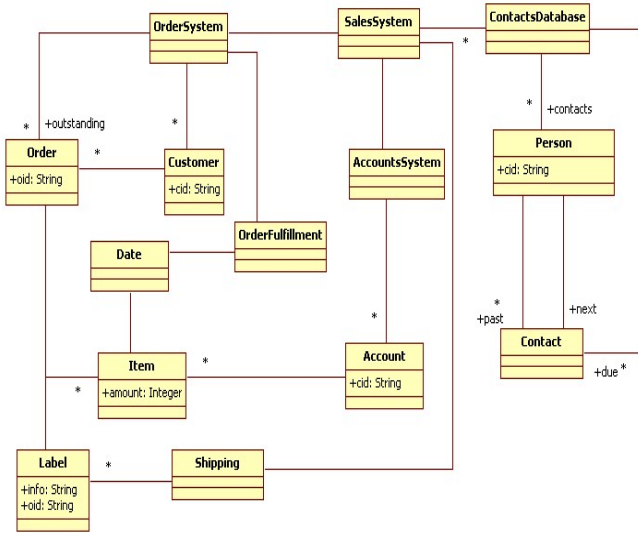 OrderSystem
SalesSystem
ContactsDatabase
*
*
+outstanding
*
*
+contacts
Order
+oid: String
*
Customer
+cid: String
AccountsSystem
Person
+cid: String
Date
OrderFulfillment
*
*
+past
+next
Item
+amount: Integer
*
*
Account
+cid: String
Contact
+due
*
Label
+info: String
+oid: String
*
Shipping